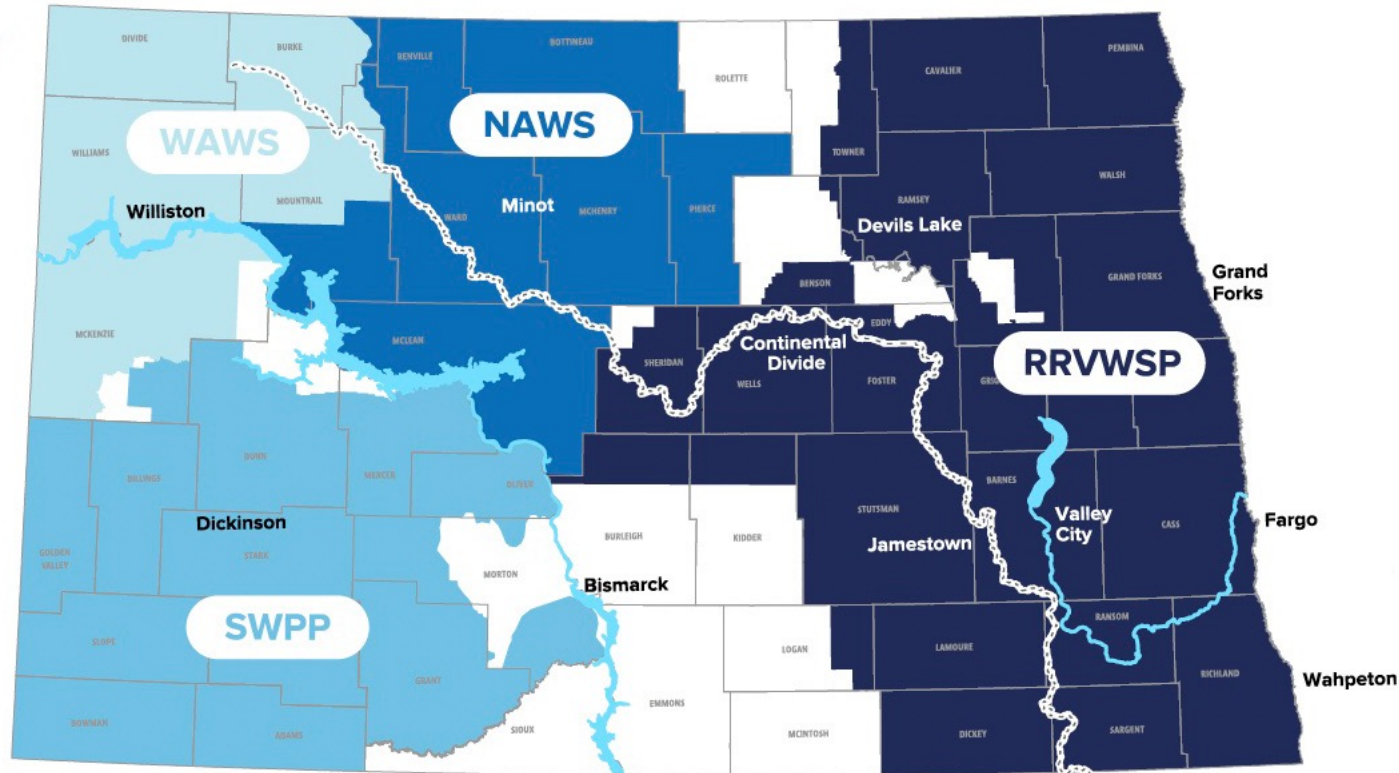 DIVIDE
BURKE
RENVILLE
BOTTINEAU
ROLETTE
CAVALIER
PEMBINA
WAWS
NAWS
WILLIAMS
TOWNER
WALSH
MOUNTRAIL
Williston
WARD
Minot
MCHENRY
PIERCE
RAMSEY
Devils Lake
BENSON
GRAND FORKS
Grand
Forks
MCKENZIE
MCLEAN
EDDY
Continental
Divide
SHERIDAN
WELLS
FOSTER
GRIG
RRVWSP
DUNN
BILLINGS
MERCER
OLIVER
BARNES
STUTSMAN
Valley
City
CASS
Fargo
Dickinson
GOLDEN
VALLEY
STARK
BURLEIGH
KIDDER
Jamestown
MORTON
Bismarck
SWPP
SLOPE
RANSOM
LOGAN
LAMOURE
GRANT
RICHLAND
Wahpeton
EMMONS
BOWMAN
ADAMS
SIOUX
MCINTOSH
DICKEY
SARGENT